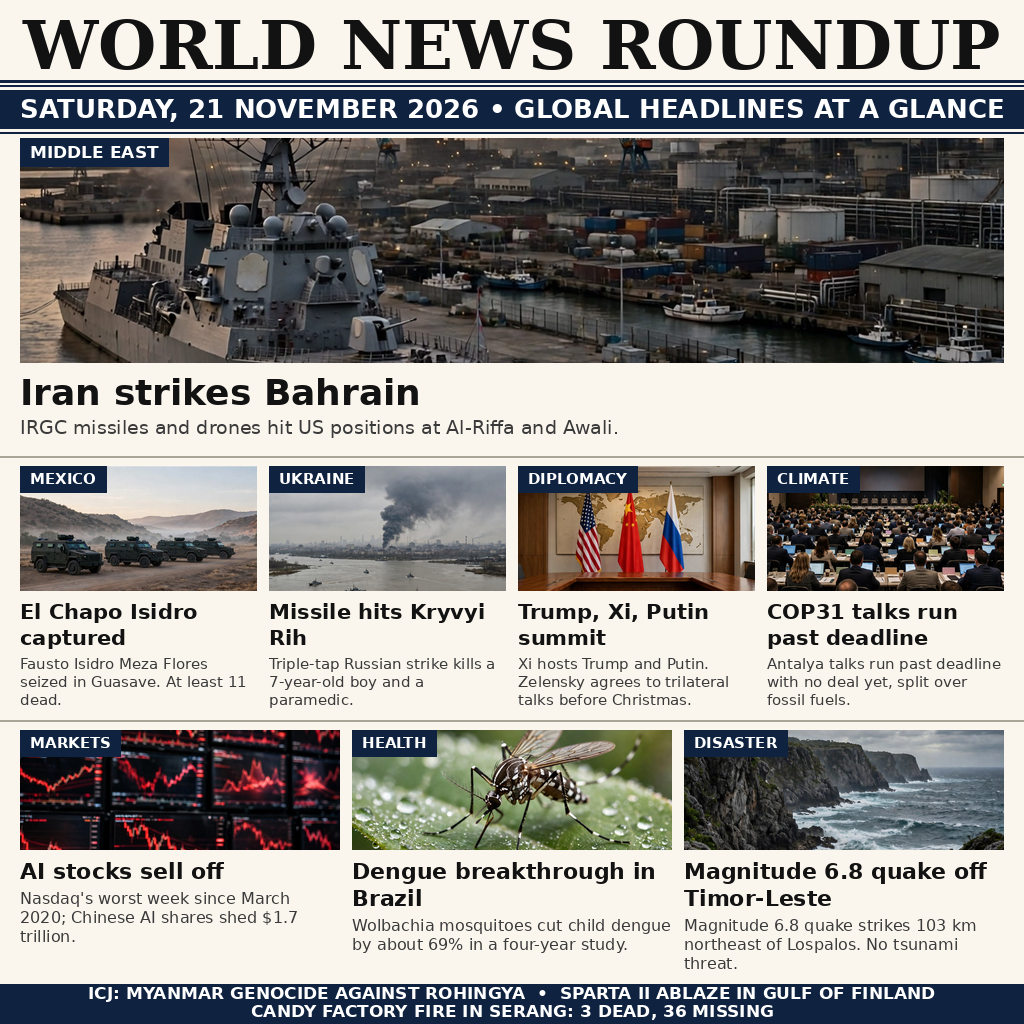 WORLD NEWS ROUNDUP
SATURDAY, 21 NOVEMBER 2026 • GLOBAL HEADLINES AT A GLANCE
MIDDLE EAST
Iran strikes Bahrain
IRGC missiles and drones hit US positions at Al-Riffa and Awali.
MEXICO
El Chapo Isidro
captured
Fausto Isidro Meza Flores
seized in Guasave. At least 11
dead.
UKRAINE
Missile hits Kryvyi
Rih
Triple-tap Russian strike kills a
7-year-old boy and a
paramedic.
DIPLOMACY
Trump, Xi, Putin
summit
Xi hosts Trump and Putin.
Zelensky agrees to trilateral
talks before Christmas.
CLIMATE
COP31 talks run
past deadline
Antalya talks run past deadline
with no deal yet, split over
fossil fuels.
MARKETS
AI stocks sell off
Nasdaq's worst week since March
2020; Chinese AI shares shed $1.7
trillion.
HEALTH
Dengue breakthrough in
Brazil
Wolbachia mosquitoes cut child dengue
by about 69% in a four-year study.
DISASTER
Magnitude 6.8 quake off
Timor-Leste
Magnitude 6.8 quake strikes 103 km
northeast of Lospalos. No tsunami
threat.
ICJ: MYANMAR GENOCIDE AGAINST ROHINGYA • SPARTA II ABLAZE IN GULF OF FINLAND
CANDY FACTORY FIRE IN SERANG: 3 DEAD, 36 MISSING